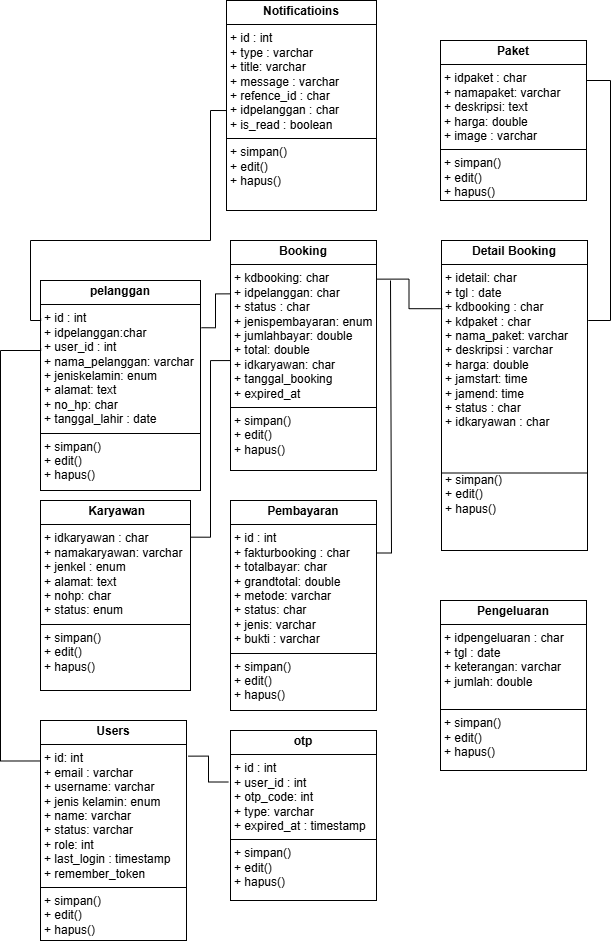 Notificatioins
+ id : int
+ type : varchar
+ title: varchar
+ message : varchar
+ refence_id : char
+ idpelanggan : char
+ is_read : boolean
+ simpan()
+ edit()
+ hapus()
Paket
+ idpaket : char
+ namapaket: varchar
+ deskripsi: text
+ harga: double
+ image : varchar
+ simpan()
+ edit()
+ hapus()
pelanggan
+ id : int
+ idpelanggan:char
+ user_id : int
+ nama_pelanggan: varchar
+ jeniskelamin: enum
+ alamat: text
+ no_hp: char
+ tanggal_lahir : date
+ simpan()
+ edit()
+ hapus()
Booking
+ kdbooking: char
+ idpelanggan: char
+ status : char
+ jenispembayaran: enum
+ jumlahbayar: double
+ total: double
+ idkaryawan: char
+ tanggal_booking
+ expired_at
+ simpan()
+ edit()
+ hapus()
Detail Booking
+ idetail: char
+ tgl : date
+ kdbooking : char
+ kdpaket : char
+ nama_paket: varchar
+ deskripsi : varchar
+ harga: double
+ jamstart: time
+ jamend: time
+ status : char
+ idkaryawan : char
+ simpan()
+ edit()
+ hapus()
Karyawan
+ idkaryawan : char
+ namakaryawan: varchar
+ jenkel : enum
+ alamat: text
+ nohp: char
+ status: enum
+ simpan()
+ edit()
+ hapus()
Pembayaran
+ id : int
+ fakturbooking : char
+ totalbayar: char
+ grandtotal: double
+ metode: varchar
+ status: char
+ jenis: varchar
+ bukti : varchar
+ simpan()
+ edit()
+ hapus()
Pengeluaran
+ idpengeluaran : char
+ tgl : date
+ keterangan: varchar
+ jumlah: double
+ simpan()
+ edit()
+ hapus()
Users
+ id: int
+ email : varchar
+ username: varchar
+ jenis kelamin: enum
+ name: varchar
+ status: varchar
+ role: int
+ last_login : timestamp
+ remember_token
+ simpan()
+ edit()
+ hapus()
otp
+ id : int
+ user_id : int
+ otp_code: int
+ type: varchar
+ expired_at : timestamp
+ simpan()
+ edit()
+ hapus()